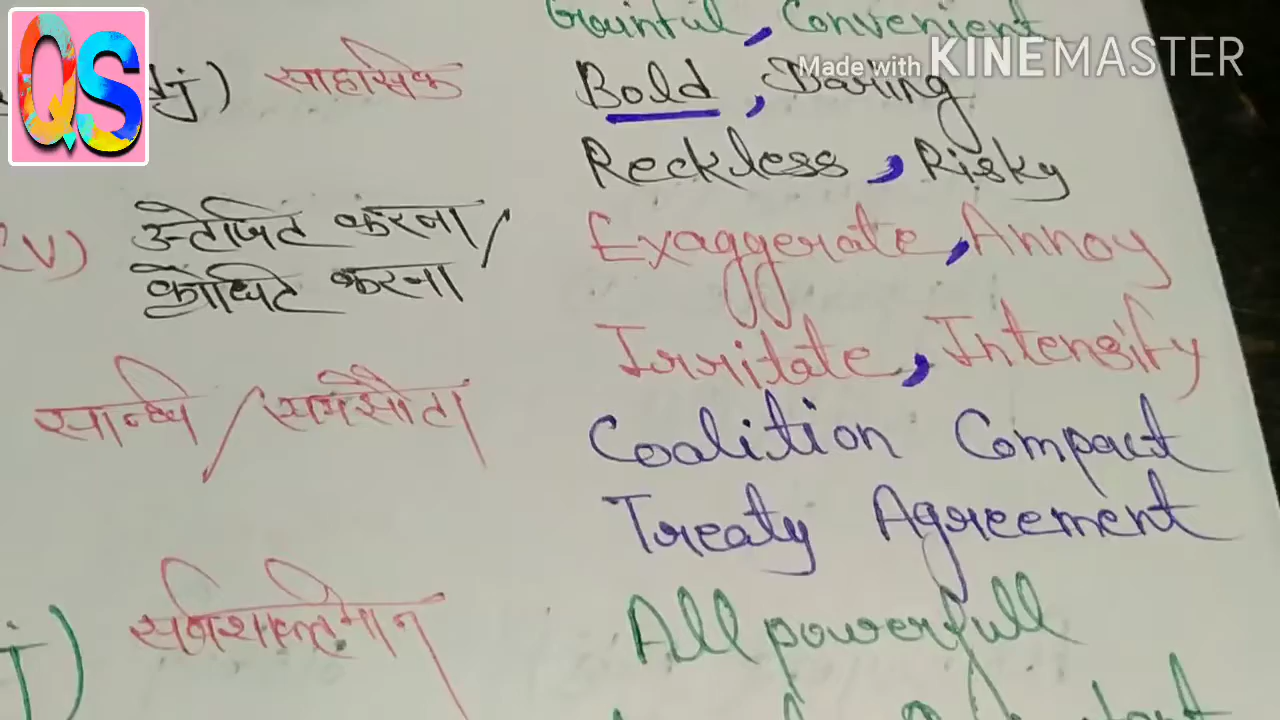 Gainful, Convenient
Made with KINEMASTER
QS
dj) साहसिक Bold, Daring
Reckless, Risky
(V) उत्तेजित करना/ Exaggerate, Annoy
क्रोधित करना
Irritate, Intensify
सन्धि / समझौता Coalition Compact
Treaty Agreement
j) सर्वशक्तिमान All powerfull